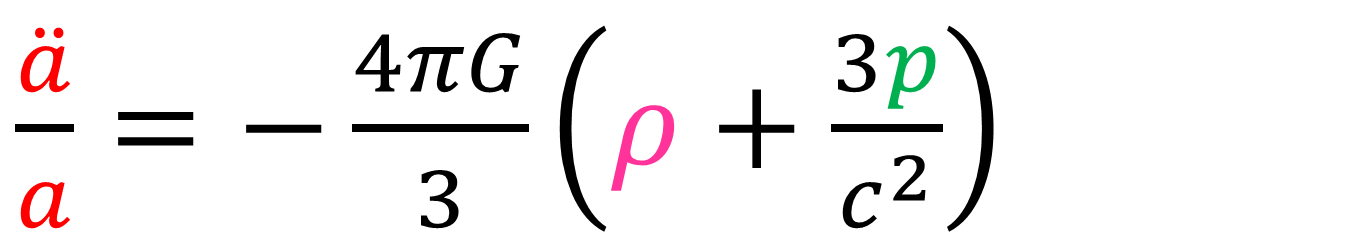 ä/a = − 4πG/3 (ρ + 3p/c²)